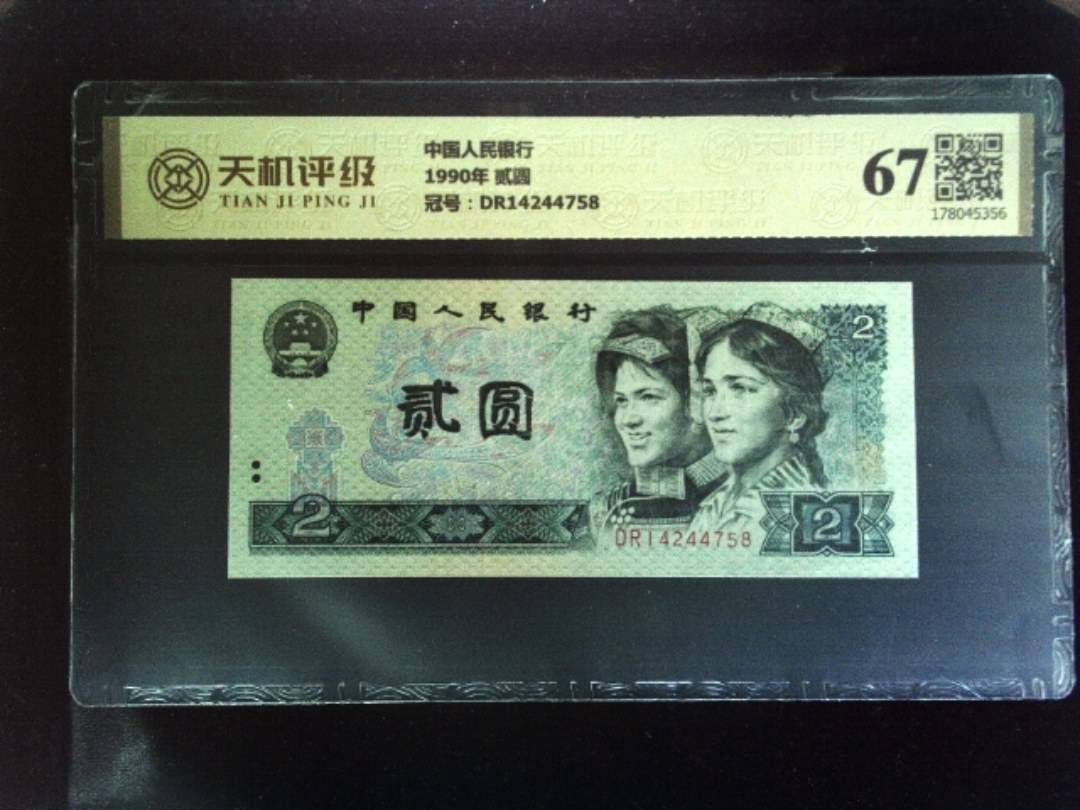 天机评级
TIAN JI PING JI
中国人民银行
1990年 贰圆
冠号：DR14244758
67
178045356
中国人民银行
2
贰圆
2
2
DR14244758